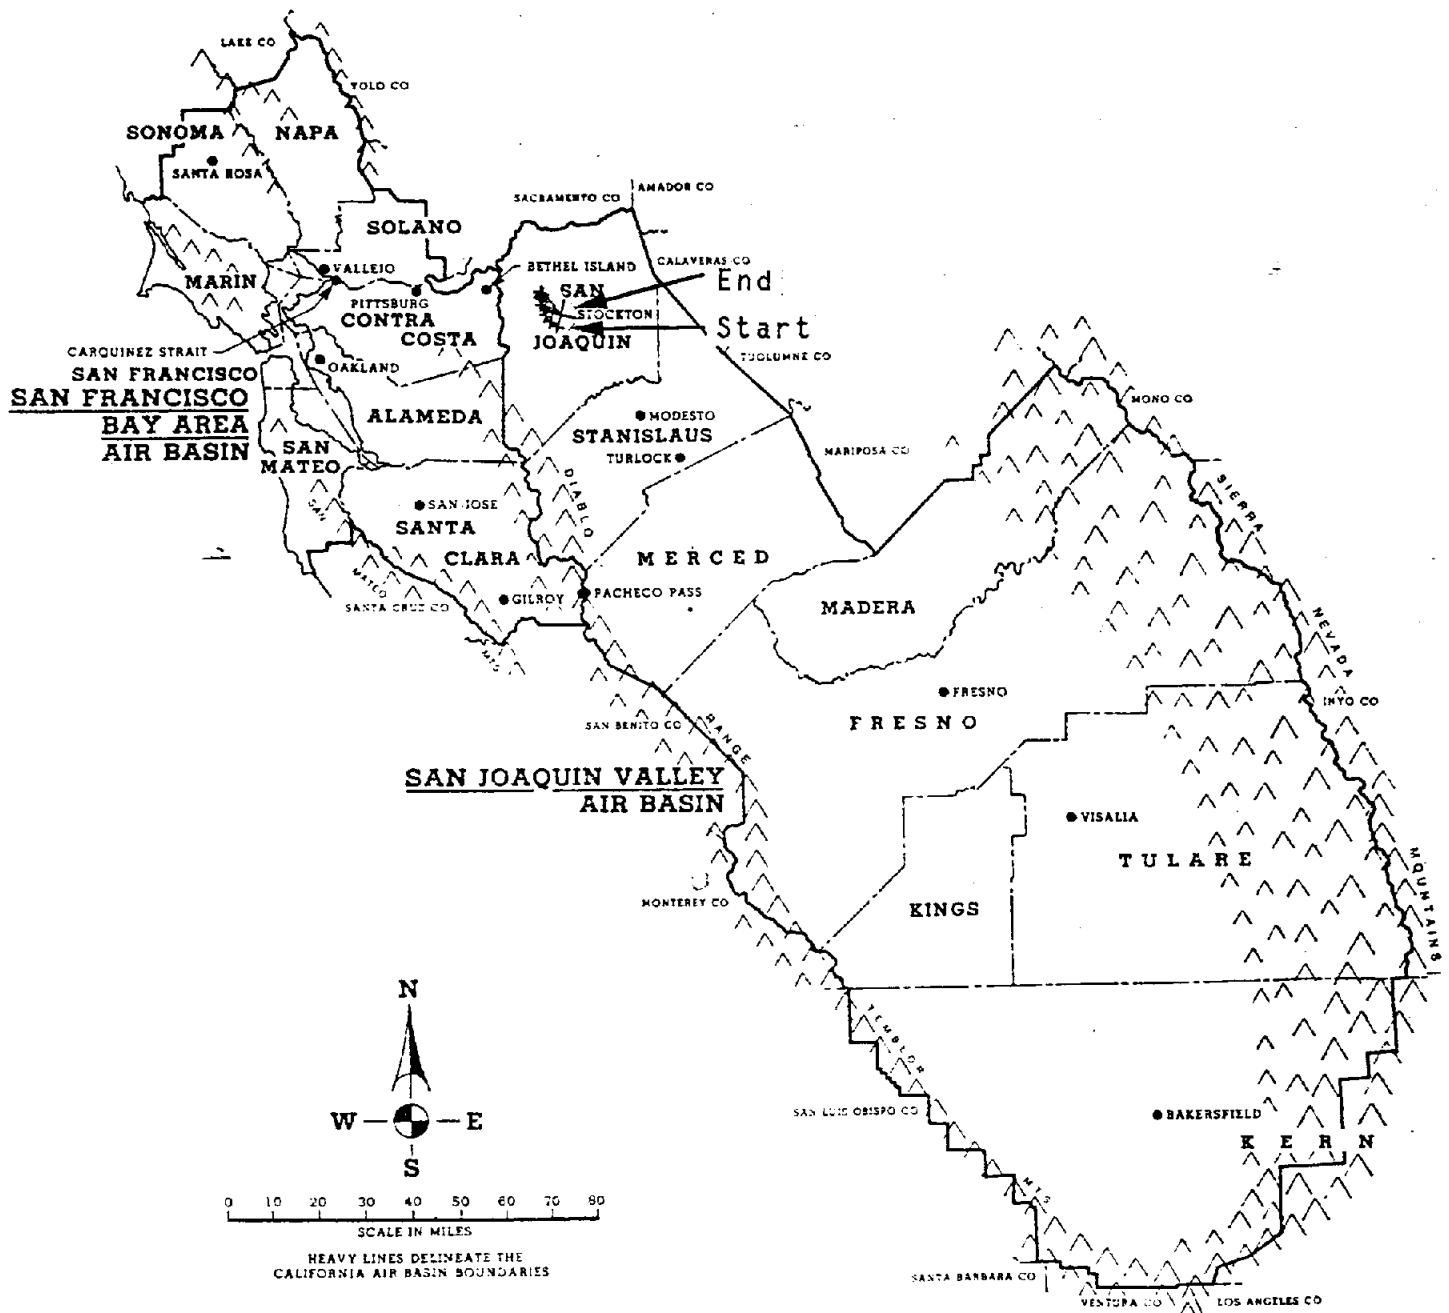 LAKE CO
YOLO CO
SONOMA
NAPA
SANTA ROSA
SACRAMENTO CO
AMADOR CO
SOLANO
MARIN
VALLEJO
BETHEL ISLAND
CALAVERAS CO
End
SAN
PITTSBURG
CONTRA
COSTA
STOCKTON
Start
JOAQUIN
CARQUINEZ STRAIT
OAKLAND
TUOLUMNE CO
SAN FRANCISCO
SAN FRANCISCO
BAY AREA
AIR BASIN
ALAMEDA
MODESTO
STANISLAUS
TURLOCK
MONO CO
MARIPOSA CO
SAN
MATEO
SAN JOSE
SANTA
CLARA
DIABLO
SIERRA
SAN
MATEO
MTS
SANTA CRUZ CO
GILROY
PACHECO PASS
MERCED
MADERA
NEVADA
FRESNO
FRESNO
INYO CO
SAN BENITO CO
RANGE
SAN JOAQUIN VALLEY
AIR BASIN
VISALIA
TULARE
MOUNTAINS
MONTEREY CO
KINGS
N
W
E
S
TEMBLOR
SAN LUIS OBISPO CO
BAKERSFIELD
KERN
MTS
0 10 20 30 40 50 60 70 80
SCALE IN MILES
HEAVY LINES DELINEATE THE
CALIFORNIA AIR BASIN BOUNDARIES
SANTA BARBARA CO
VENTURA CO
LOS ANGELES CO